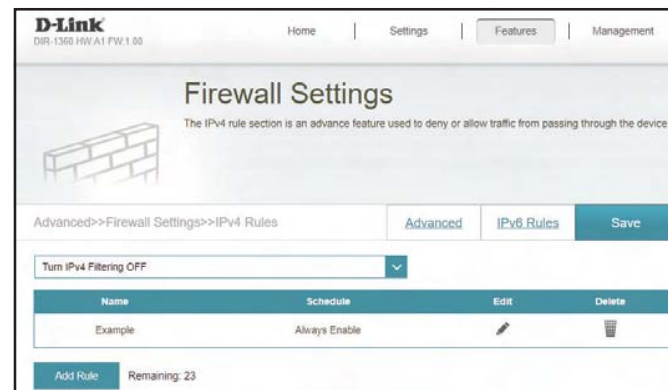 D-Link
DIR-1360 HW:A1 FW:1.00
Home | Settings | Features | Management
Firewall Settings
The IPv4 rule section is an advance feature used to deny or allow traffic from passing through the device
Advanced>>Firewall Settings>>IPv4 Rules
Advanced
IPv6 Rules
Save
Turn IPv4 Filtering OFF
Name Schedule Edit Delete
Example Always Enable
Add Rule Remaining: 23